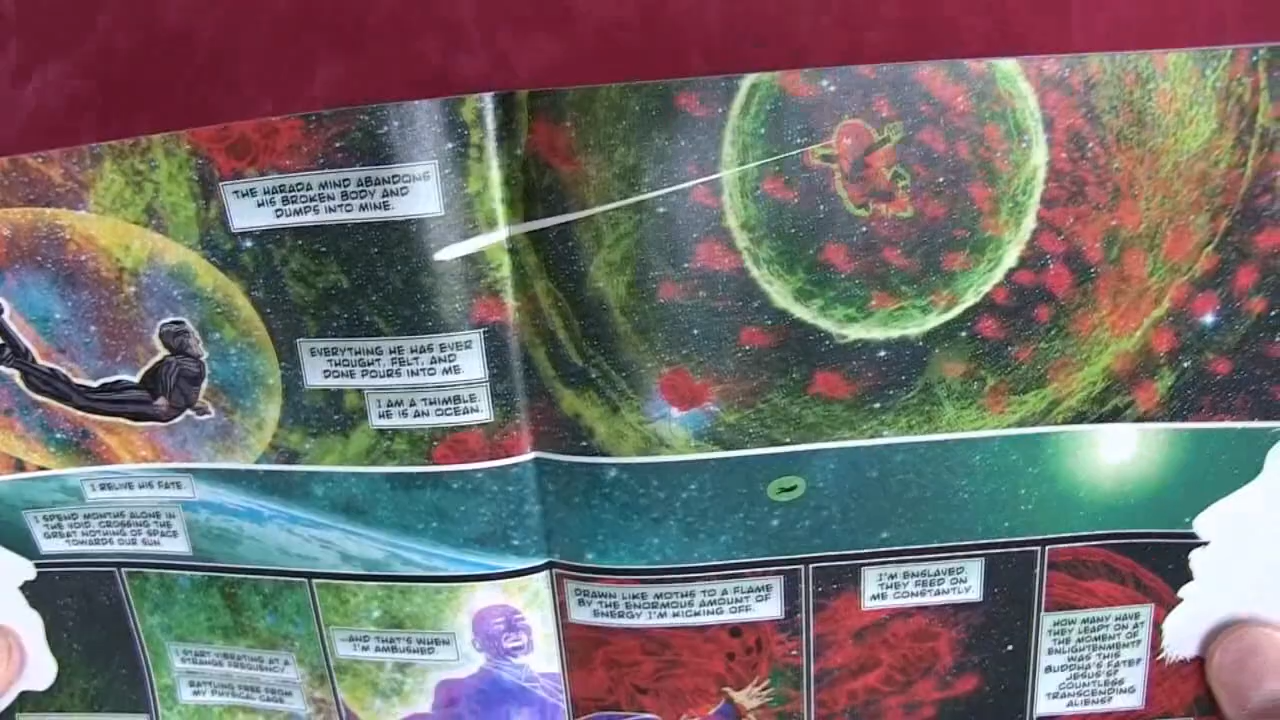 THE HARADA MIND ABANDONS
HIS BROKEN BODY AND
DUMPS INTO MINE.
EVERYTHING HE HAS EVER
THOUGHT, FELT, AND
DONE POURS INTO ME.
I AM A THIMBLE.
HE IS AN OCEAN.
I RELIVE HIS FATE.
I SPEND MONTHS ALONE IN
THE VOID, CROSSING THE
GREAT NOTHING OF SPACE
TOWARDS OUR SUN.
I START VIBRATING AT A
STRANGE FREQUENCY
RATTLING FREE FROM
MY PHYSICAL CAGE
...AND THAT'S WHEN
I'M AMBUSHED.
DRAWN LIKE MOTHS TO A FLAME
BY THE ENORMOUS AMOUNT OF
ENERGY I'M KICKING OFF.
I'M ENSLAVED.
THEY FEED ON
ME CONSTANTLY.
HOW MANY HAVE
THEY LEAPT ON AT
THE MOMENT OF
ENLIGHTENMENT?
WAS THIS
BUDDHA'S FATE?
JESUS'S?
COUNTLESS
TRANSCENDING
ALIENS?